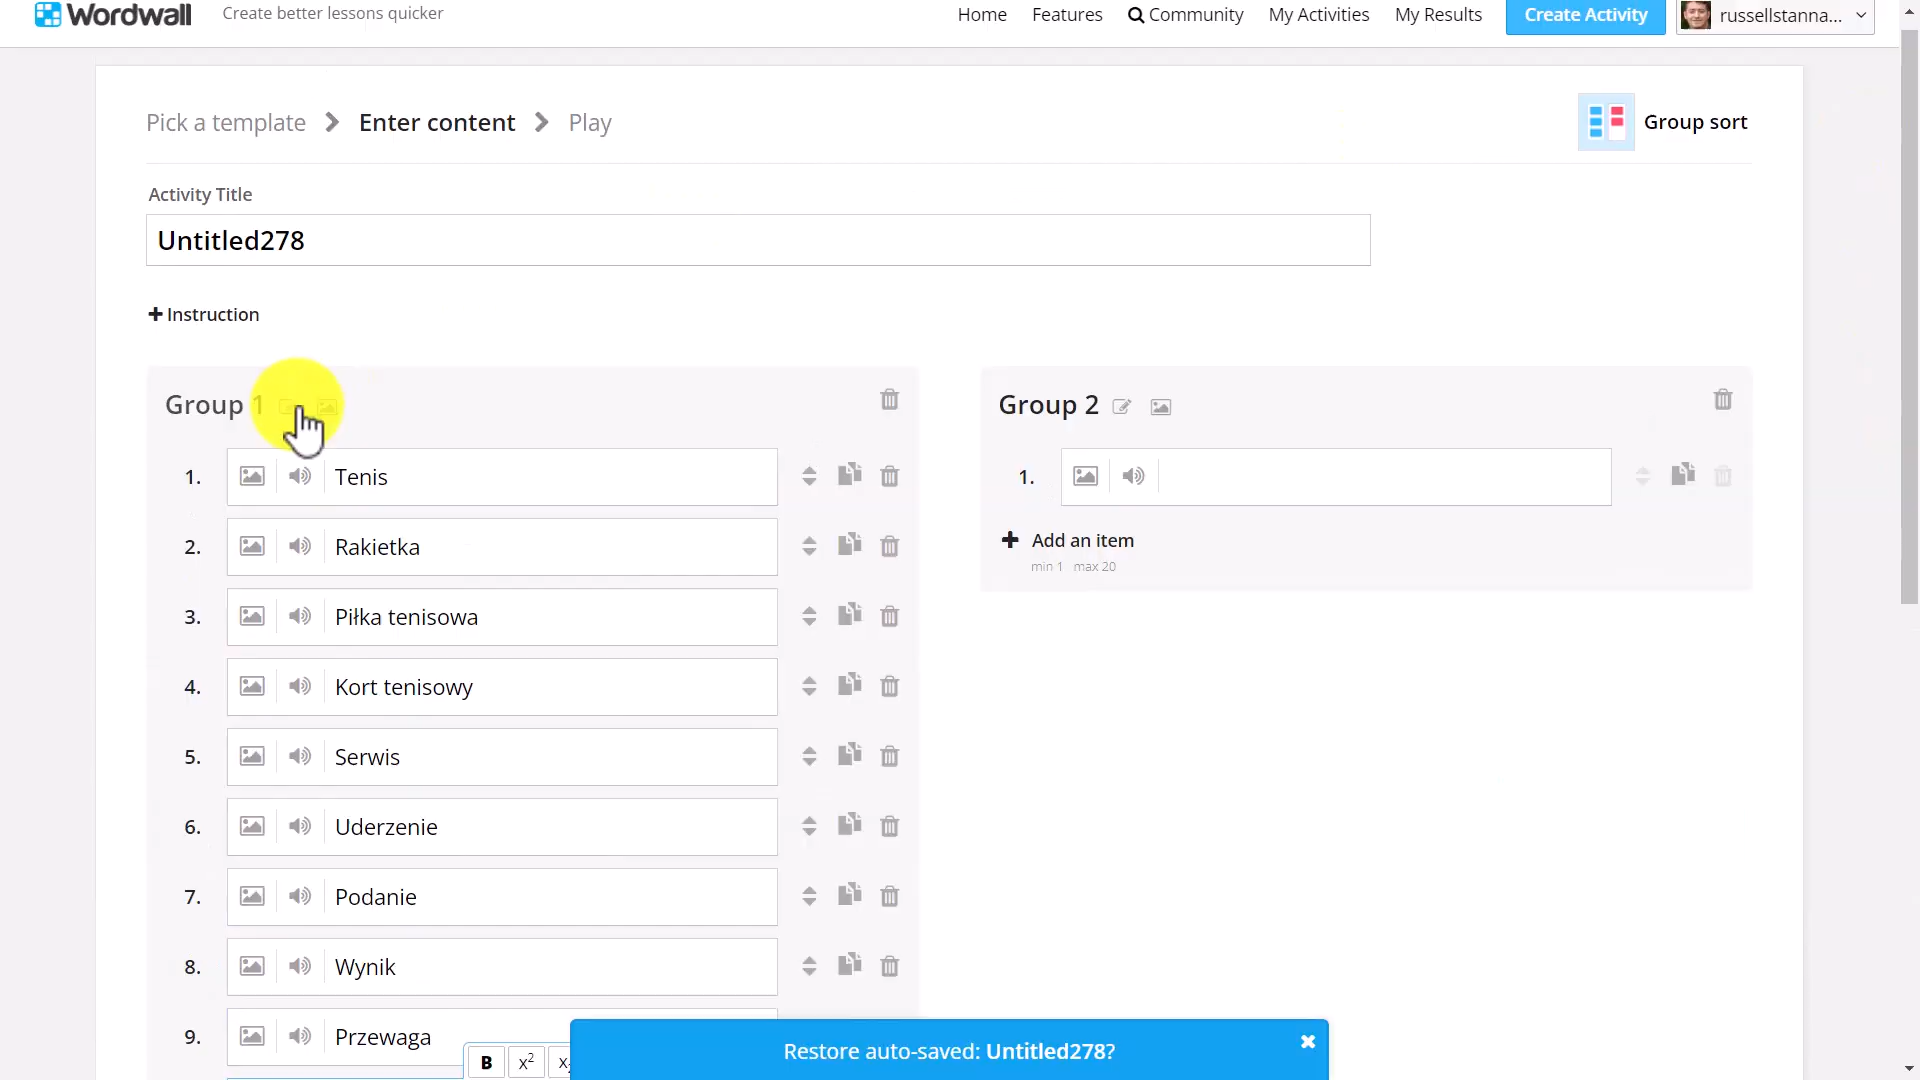 Wordwall
Create better lessons quicker
Home
Features
Community
My Activities
My Results
Create Activity
russellstanna...
Pick a template
Enter content
Play
Group sort
Activity Title
Untitled278
Instruction
Group 1
Group 2
1.
Tenis
2.
Rakietka
3.
Piłka tenisowa
4.
Kort tenisowy
5.
Serwis
6.
Uderzenie
7.
Podanie
8.
Wynik
9.
Przewaga
1.
Add an item
min 1 max 20
B
x²
x
Restore auto-saved: Untitled278?